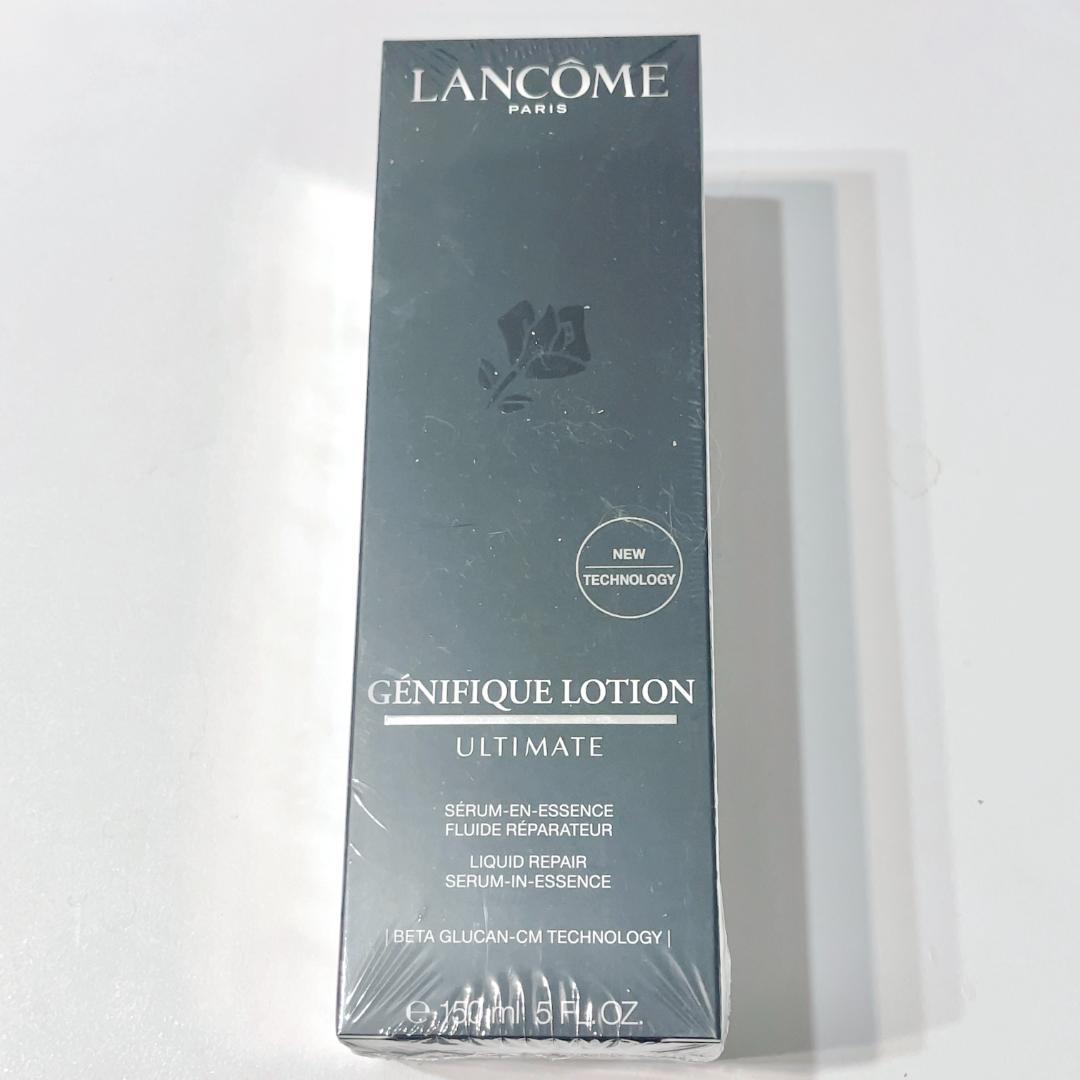 LANCÔME
PARIS
NEW
TECHNOLOGY
GÉNIFIQUE LOTION
ULTIMATE
SÉRUM-EN-ESSENCE
FLUIDE RÉPARATEUR
LIQUID REPAIR
SERUM-IN-ESSENCE
| BETA GLUCAN-CM TECHNOLOGY |
℮ 150 ml 5 FL. OZ.